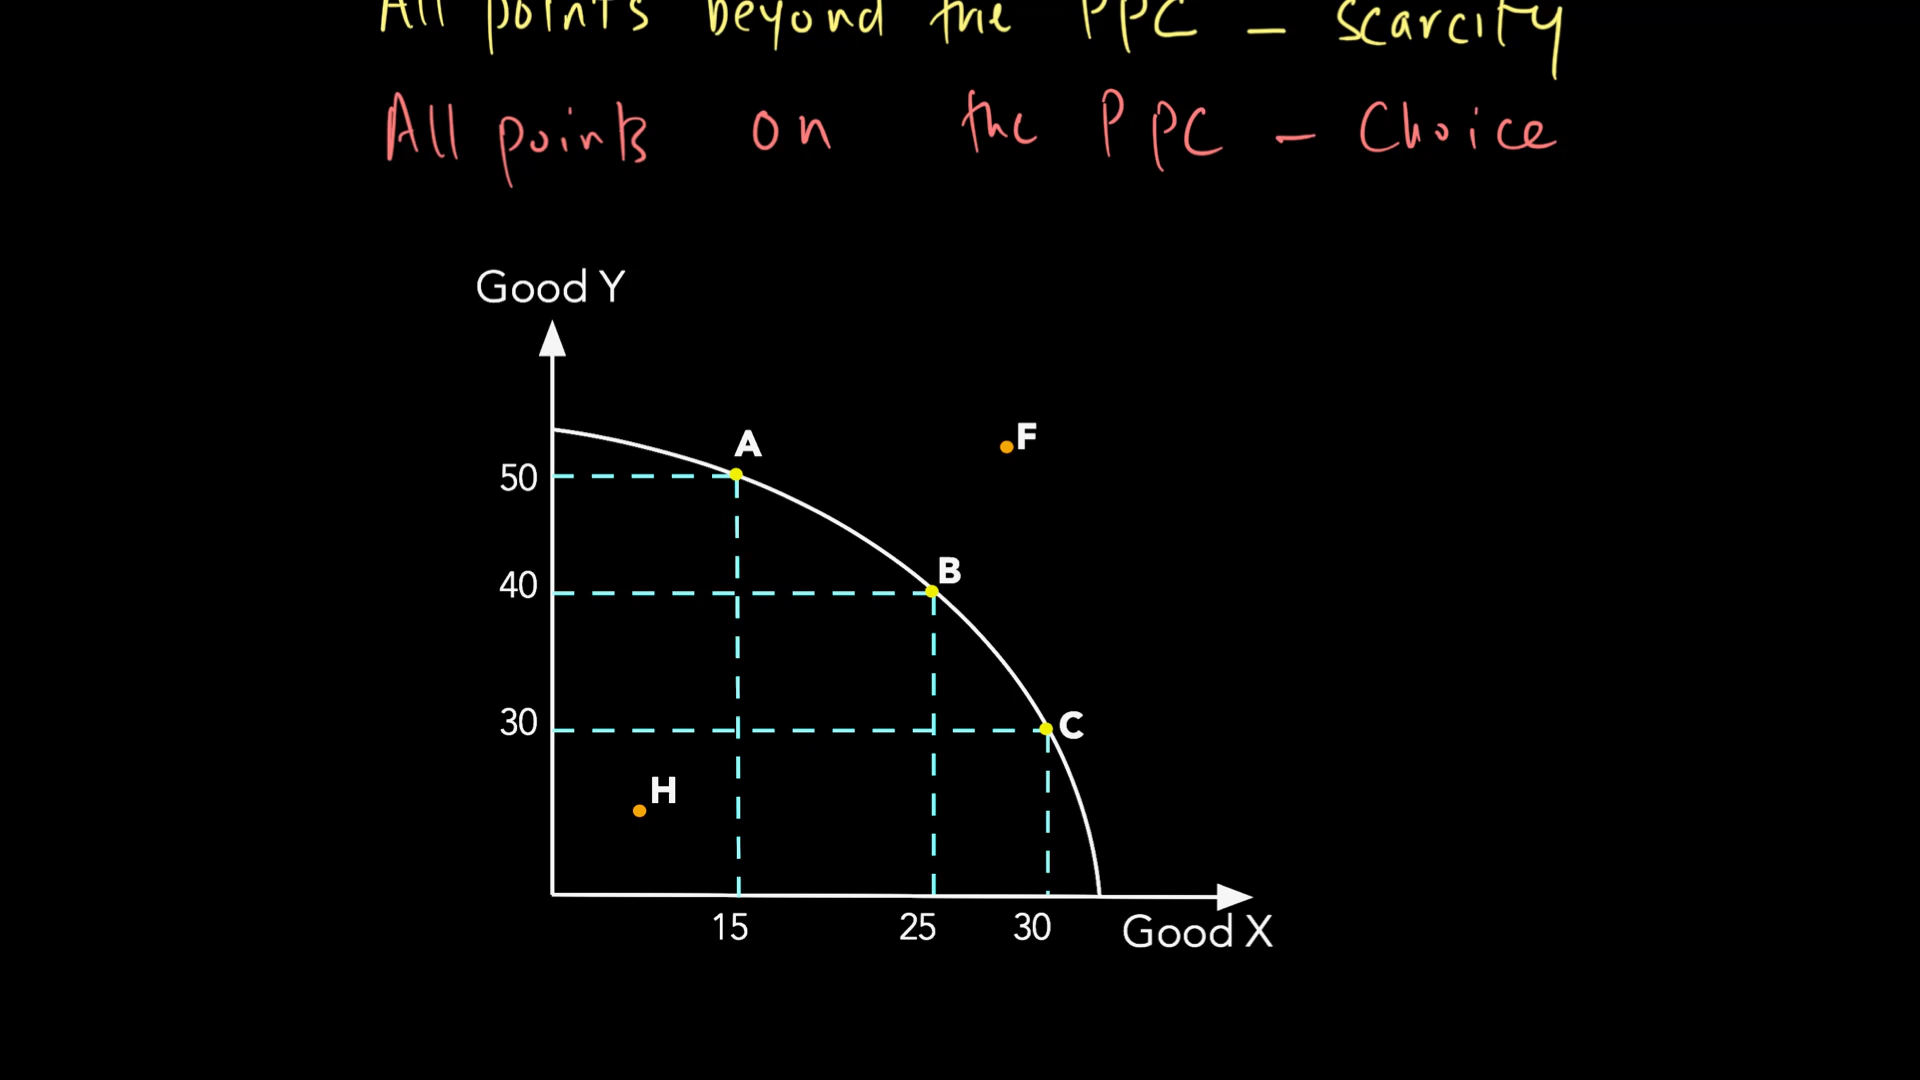 All points beyond the PPC - scarcity
All points on the PPC - Choice
Good Y
A
F
50
B
40
C
30
H
15 25 30
Good X